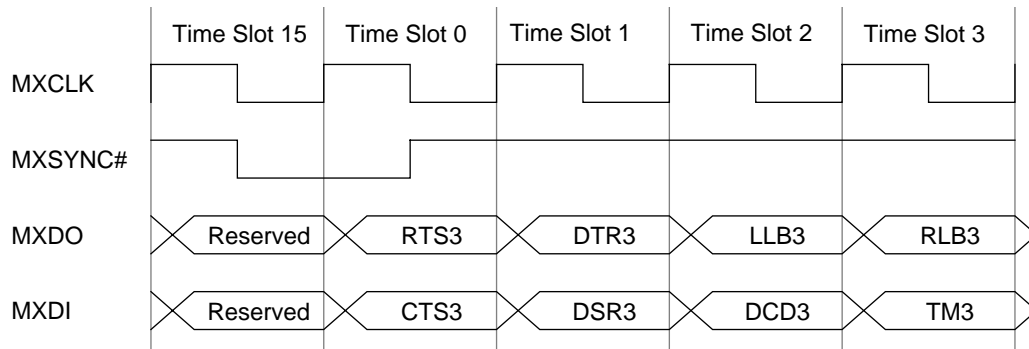 Time Slot 15 Time Slot 0 Time Slot 1 Time Slot 2 Time Slot 3
MXCLK
MXSYNC#
MXDO Reserved RTS3 DTR3 LLB3 RLB3
MXDI Reserved CTS3 DSR3 DCD3 TM3